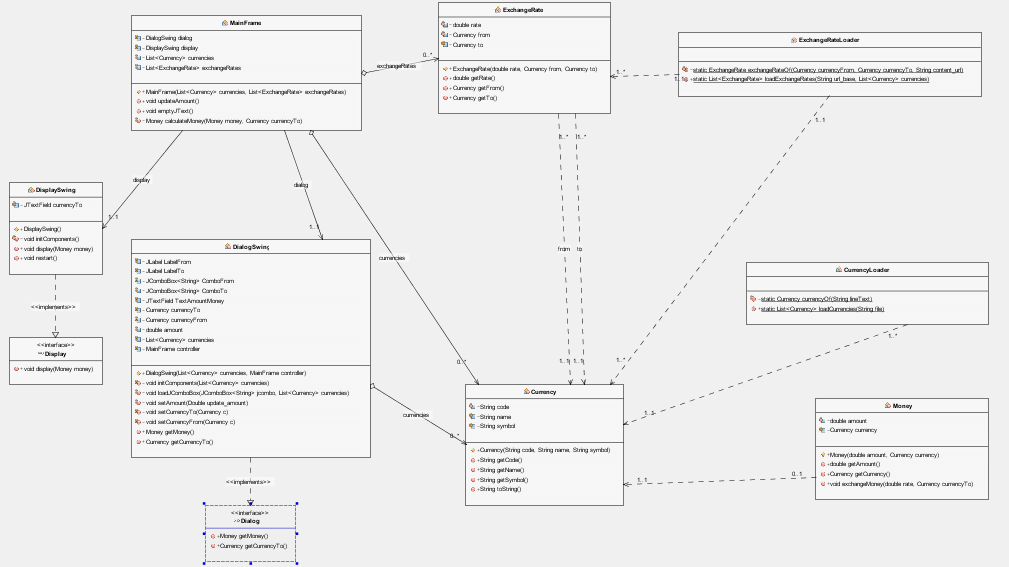 MainFrame
- DialogSwing dialog
- DisplaySwing display
- List<Currency> currencies
- List<ExchangeRate> exchangeRates
+MainFrame(List<Currency> currencies, List<ExchangeRate> exchangeRates)
+void updateAmount()
+void emptyJText()
- Money calculateMoney(Money money, Currency currencyTo)
ExchangeRate
- double rate
- Currency from
- Currency to
+ExchangeRate(double rate, Currency from, Currency to)
+double getRate()
+Currency getFrom()
+Currency getTo()
ExchangeRateLoader
-static ExchangeRate exchangeRateOf(Currency currencyFrom, Currency currencyTo, String content_url)
+static List<ExchangeRate> loadExchangeRates(String url_base, List<Currency> currencies)
exchangeRates
0..*
1..*
1..1
1..1
display
1..1
dialog
1..1
currencies
0..*
1..*
1..*
from
to
1..1
1..1
1..*
DisplaySwing
- JTextField currencyTo
+DisplaySwing()
-void initComponents()
+void display(Money money)
+void restart()
<<implements>>
<<interface>>
Display
+void display(Money money)
DialogSwing
- JLabel LabelFrom
- JLabel LabelTo
- JComboBox<String> ComboFrom
- JComboBox<String> ComboTo
- JTextField TextAmountMoney
- Currency currencyTo
- Currency currencyFrom
- double amount
- List<Currency> currencies
- MainFrame controller
+DialogSwing(List<Currency> currencies, MainFrame controller)
-void initComponents(List<Currency> currencies)
-void loadJComboBox(JComboBox<String> jcombo, List<Currency> currencies)
-void setAmount(Double update_amount)
-void setCurrencyTo(Currency c)
-void setCurrencyFrom(Currency c)
+Money getMoney()
+Currency getCurrencyTo()
currencies
0..*
<<implements>>
<<interface>>
Dialog
+Money getMoney()
+Currency getCurrencyTo()
CurrencyLoader
-static Currency currencyOf(String lineText)
+static List<Currency> loadCurrencies(String file)
1..*
1..1
Currency
-String code
-String name
-String symbol
+Currency(String code, String name, String symbol)
+String getCode()
+String getName()
+String getSymbol()
+String toString()
Money
-double amount
-Currency currency
+Money(double amount, Currency currency)
+double getAmount()
+Currency getCurrency()
+void exchangeMoney(double rate, Currency currencyTo)
0..1
1..1